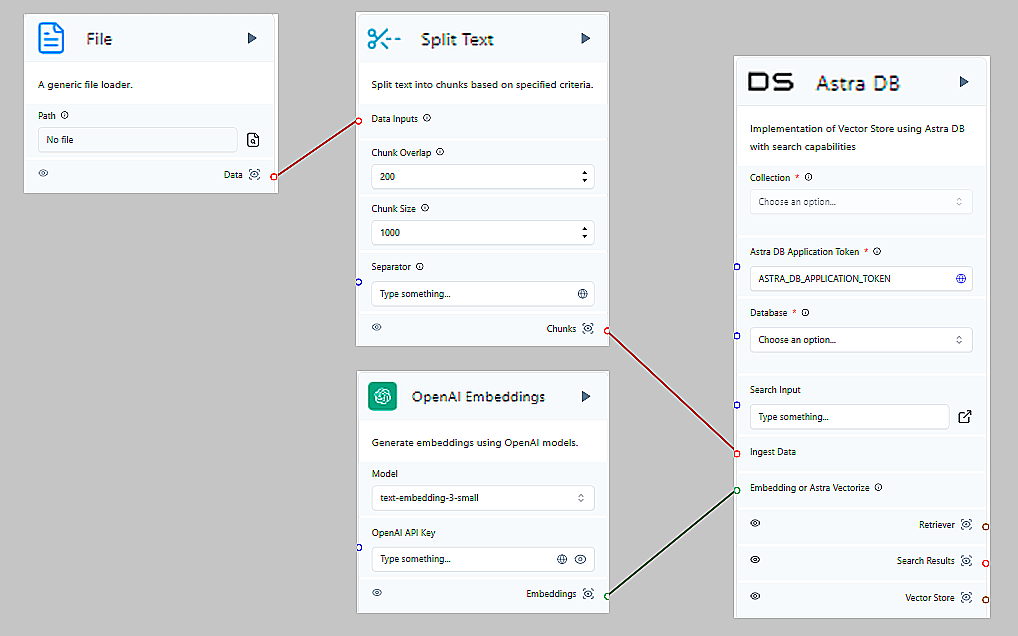 File
A generic file loader.
Path
No file
Data
Split Text
Split text into chunks based on specified criteria.
Data Inputs
Chunk Overlap
200
Chunk Size
1000
Separator
Type something...
Chunks
OpenAI Embeddings
Generate embeddings using OpenAI models.
Model
text-embedding-3-small
OpenAI API Key
Type something...
Embeddings
DS Astra DB
Implementation of Vector Store using Astra DB
with search capabilities
Collection *
Choose an option...
Astra DB Application Token *
ASTRA_DB_APPLICATION_TOKEN
Database *
Choose an option...
Search Input
Type something...
Ingest Data
Embedding or Astra Vectorize
Retriever
Search Results
Vector Store